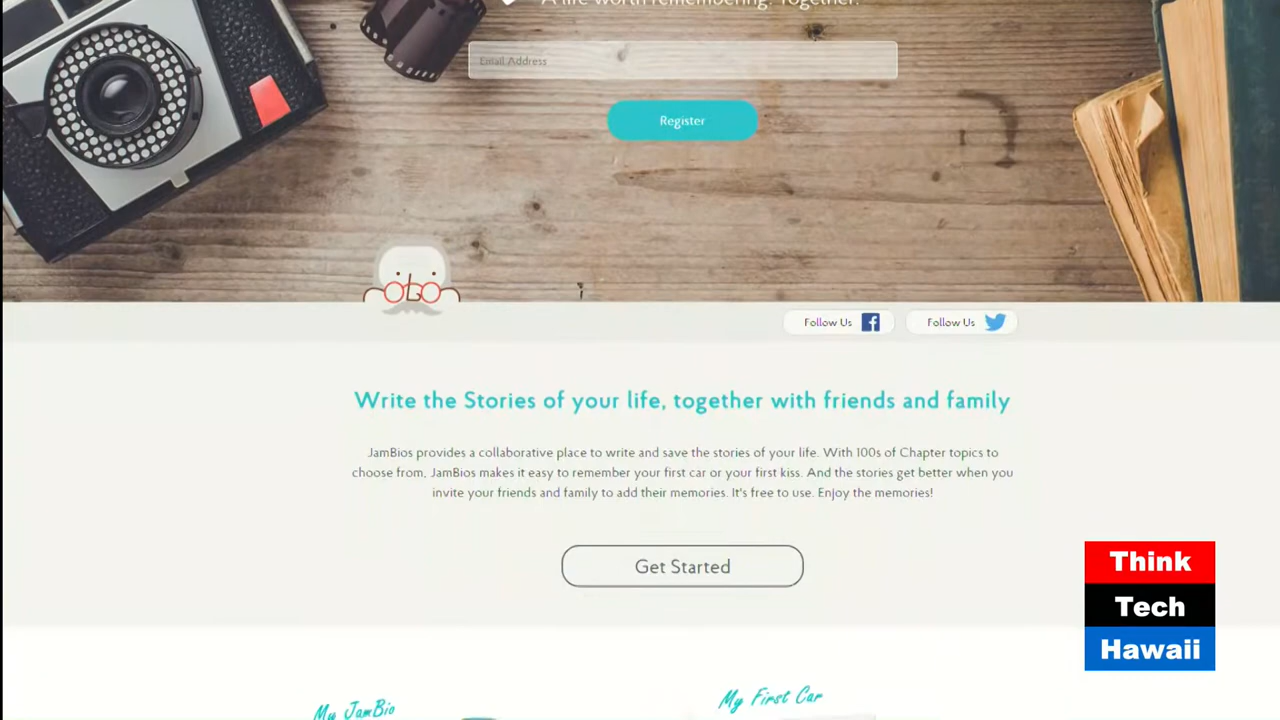 A life worth remembering. Together.
Email Address
Register
Follow Us
Follow Us
Write the Stories of your life, together with friends and family
JamBios provides a collaborative place to write and save the stories of your life. With 100s of Chapter topics to
choose from, JamBios makes it easy to remember your first car or your first kiss. And the stories get better when you
invite your friends and family to add their memories. It's free to use. Enjoy the memories!
Get Started
Think
Tech
Hawaii
My JamBio
My First Car